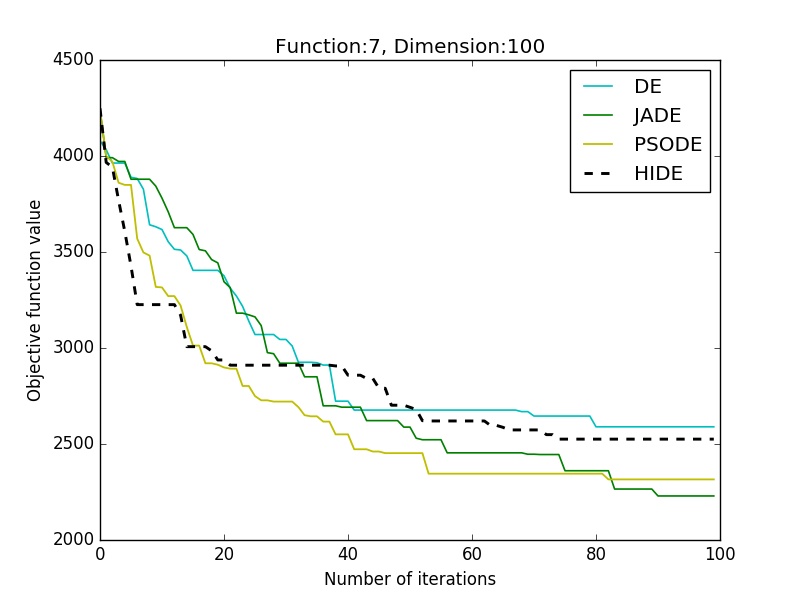 Function:7, Dimension:100
4500
4000
3500
3000
2500
2000
Objective function value
0 20 40 60 80 100
Number of iterations
DE
JADE
PSODE
HIDE